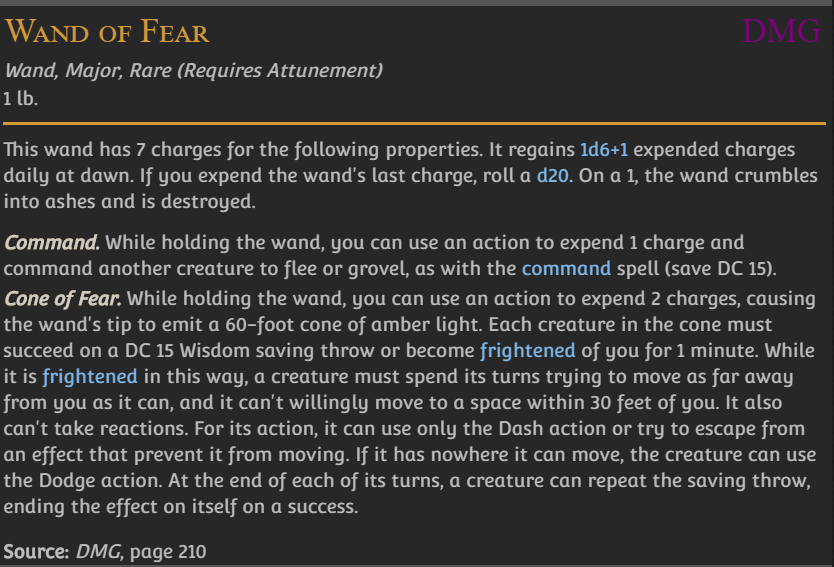 Wand of Fear DMG
Wand, Major, Rare (Requires Attunement)
1 lb.
This wand has 7 charges for the following properties. It regains 1d6+1 expended charges
daily at dawn. If you expend the wand's last charge, roll a d20. On a 1, the wand crumbles
into ashes and is destroyed.
Command. While holding the wand, you can use an action to expend 1 charge and
command another creature to flee or grovel, as with the command spell (save DC 15).
Cone of Fear. While holding the wand, you can use an action to expend 2 charges, causing
the wand's tip to emit a 60-foot cone of amber light. Each creature in the cone must
succeed on a DC 15 Wisdom saving throw or become frightened of you for 1 minute. While
it is frightened in this way, a creature must spend its turns trying to move as far away
from you as it can, and it can't willingly move to a space within 30 feet of you. It also
can't take reactions. For its action, it can use only the Dash action or try to escape from
an effect that prevent it from moving. If it has nowhere it can move, the creature can use
the Dodge action. At the end of each of its turns, a creature can repeat the saving throw,
ending the effect on itself on a success.
Source: DMG, page 210